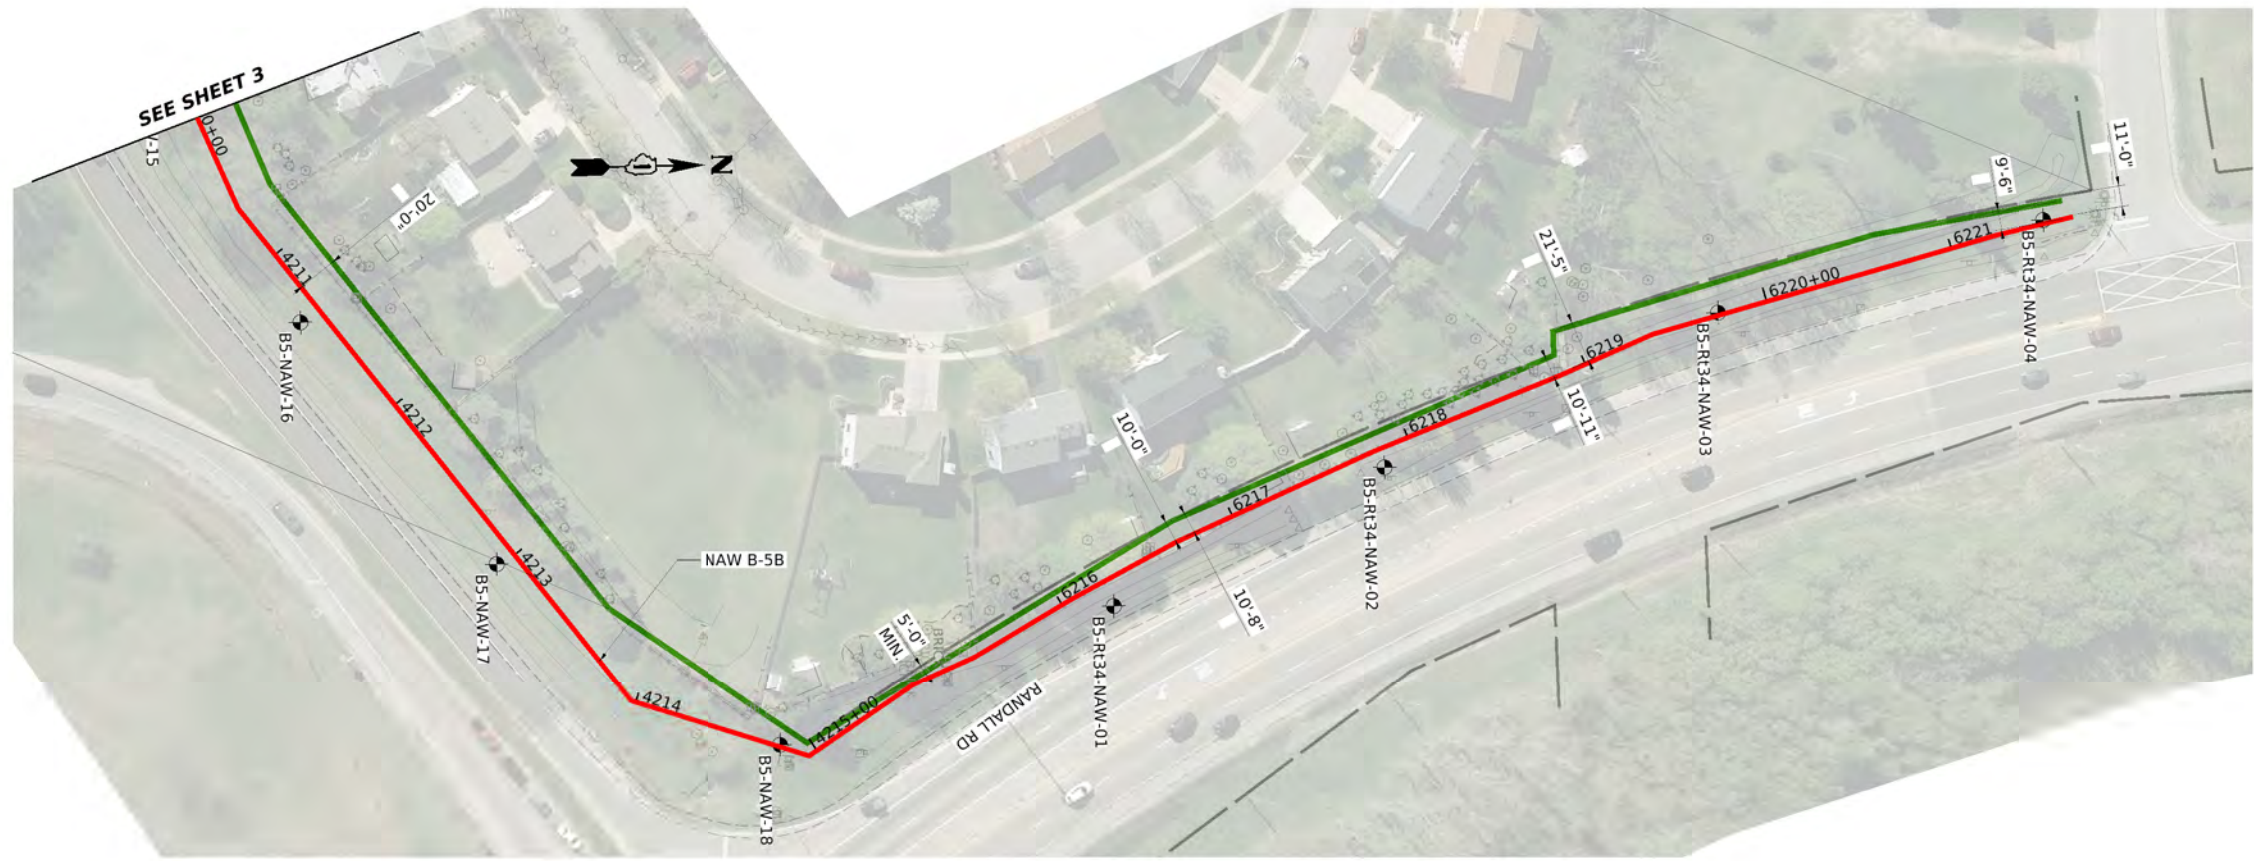 SEE SHEET 3
0+00
-15
20'-0"
N
4211
B5-NAW-16
4212
4213
B5-NAW-17
NAW B-5B
4214
4215+00
B5-NAW-18
5'-0"
MIN.
RANDALL RD
6216
B5-Rt34-NAW-01
10'-0"
10'-8"
6217
B5-Rt34-NAW-02
6218
21'-5"
6219
10'-11"
B5-Rt34-NAW-03
6220+00
9'-6"
6221
B5-Rt34-NAW-04
11'-0"